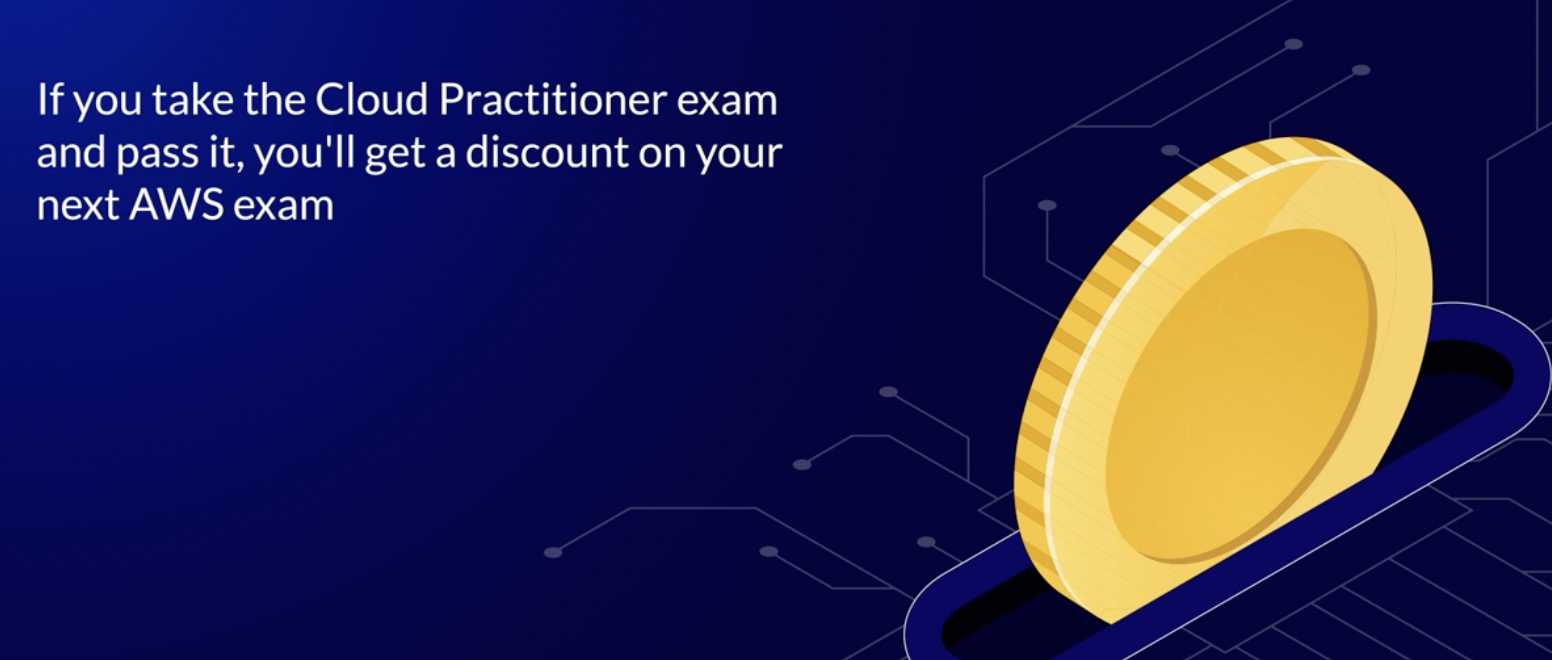 If you take the Cloud Practitioner exam
and pass it, you'll get a discount on your
next AWS exam